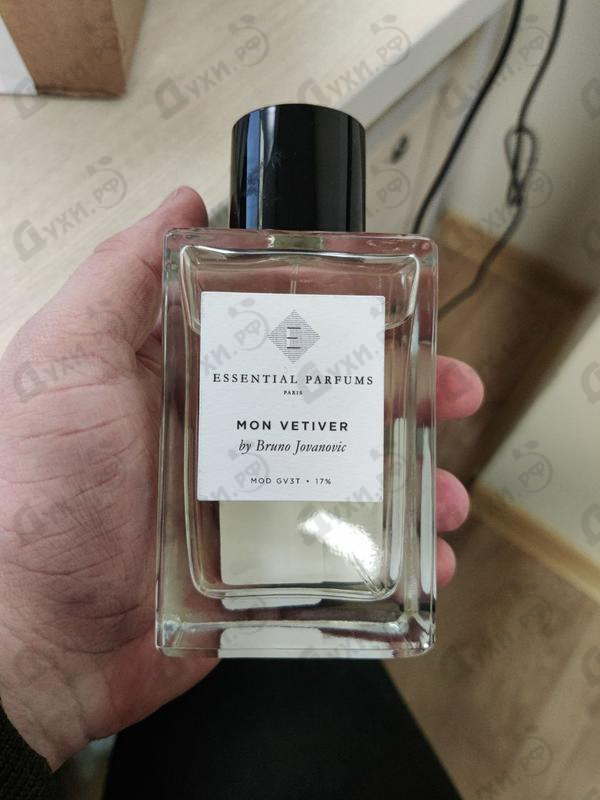 E
ESSENTIAL PARFUMS
PARIS
MON VETIVER
by Bruno Jovanovic
MOD GV3T • 17%
Духи.рф